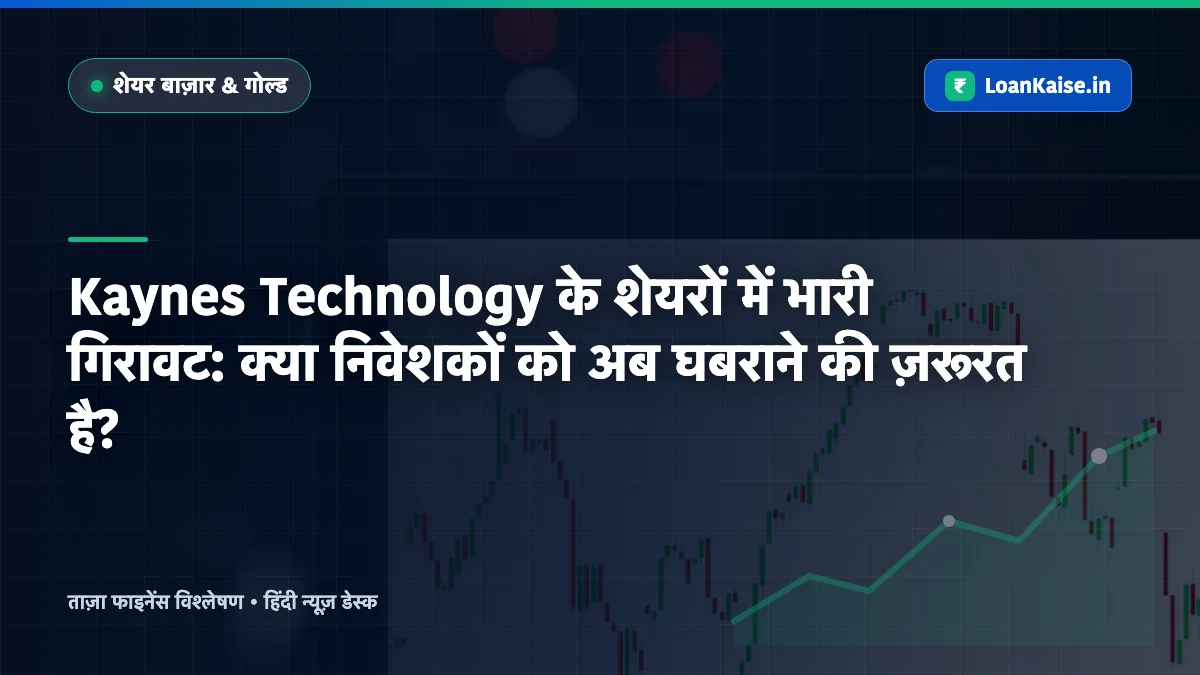 शेयर बाज़ार & गोल्ड
₹ LoanKaise.in
Kaynes Technology के शेयरों में भारी
गिरावट: क्या निवेशकों को अब घबराने की ज़रूरत
है?
ताज़ा फाइनेंस विश्लेषण • हिंदी न्यूज़ डेस्क